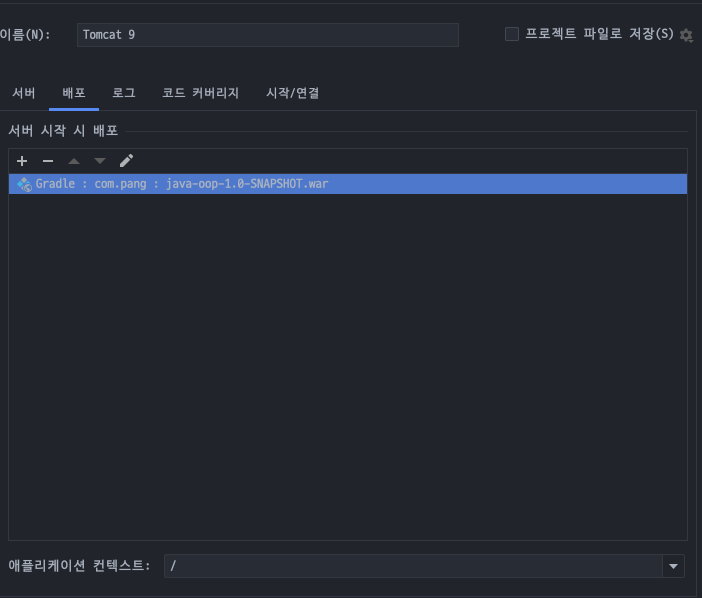 이름(N): Tomcat 9 프로젝트 파일로 저장(S)
서버 배포 로그 코드 커버리지 시작/연결
서버 시작 시 배포
Gradle : com.pang : java-oop-1.0-SNAPSHOT.war
애플리케이션 컨텍스트: /